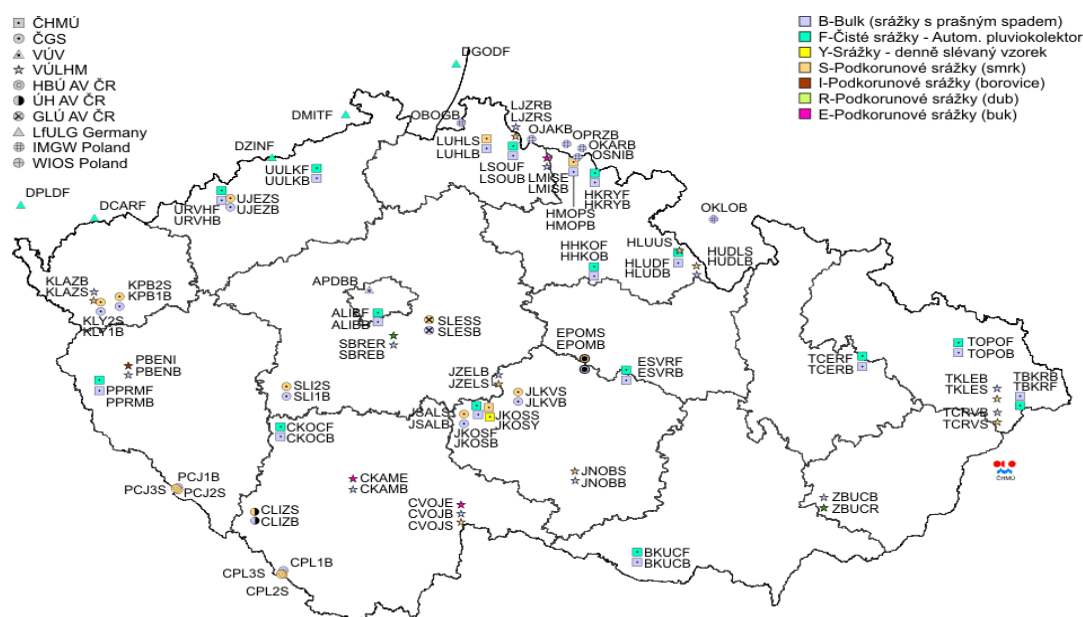 ČHMÚ
ČGS
VÚV
VÚLHM
HBÚ AV ČR
ÚH AV ČR
GLÚ AV ČR
LfULG Germany
IMGW Poland
WIOS Poland
B-Bulk (srážky s prašným spadem)
F-Čisté srážky - Autom. pluviokolektor
Y-Srážky - denně slévaný vzorek
S-Podkorunové srážky (smrk)
I-Podkorunové srážky (borovice)
R-Podkorunové srážky (dub)
E-Podkorunové srážky (buk)
DGODF
DMITF
OBOGB
LJZRB
LJZRS
OJAKB
OPRZB
OKARB
OSNIB
DZINF
LUHLS
LUHLB
LSOUF
LSOUB
LMISE
LMISB
UULKF
UULKB
HKRYF
HKRYB
DPLDF
DCARF
URVHF
URVHB
UJEZS
UJEZB
HMOPS
HMOPB
OKLOB
HLUUS
HUDLS
HUDLB
HHKOF
HHKOB
HLUDF
HLUDB
KLAZB
KLAZS
KPB2S
KPB1B
KLY2S
KLY1B
APDBB
ALIBF
ALIBB
SLESS
SLESB
SBRER
SBREB
EPOMS
EPOMB
TOPOF
TOPOB
TCERF
TCERB
PBENI
PBENB
PPRMF
PPRMB
JZELB
JZELS
ESVRF
ESVRB
TKLEB
TKLES
TBKRB
TBKRF
SLI2S
SLI1B
JLKVS
JLKVB
JSALS
JSALB
JKOSS
JKOSY
JKOSF
JKOSB
TCRVB
TCRVS
CKOCF
CKOCB
PCJ1B
PCJ3S
PCJ2S
CKAME
CKAMB
JNOBS
JNOBB
ČHMÚ
CVOJE
CVOJB
CVOJS
ZBUCB
ZBUCR
CLIZS
CLIZB
BKUCF
BKUCB
CPL1B
CPL3S
CPL2S